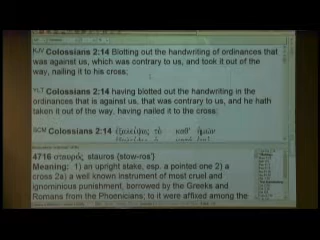 KJV Colossians 2:14 Blotting out the handwriting of ordinances that
was against us, which was contrary to us, and took it out of the
way, nailing it to his cross;
YLT Colossians 2:14 having blotted out the handwriting in the
ordinances that is against us, that was contrary to us, and he hath
taken it out of the way, having nailed it to the cross;
Colossians 2:14 ἐξαλείψας τὸ καθ' ἡμῶν
4716 σταυρός stauros {stow-ros'}
Meaning: 1) an upright stake, esp. a pointed one 2) a
cross 2a) a well known instrument of most cruel and
ignominious punishment, borrowed by the Greeks and
Romans from the Phoenicians; to it were affixed among the